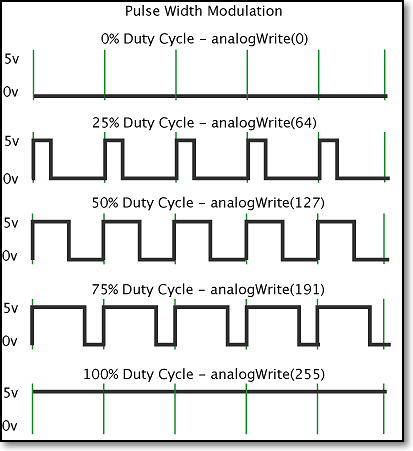 Pulse Width Modulation
0% Duty Cycle – analogWrite(0)
5v
0v
25% Duty Cycle – analogWrite(64)
5v
0v
50% Duty Cycle – analogWrite(127)
5v
0v
75% Duty Cycle – analogWrite(191)
5v
0v
100% Duty Cycle – analogWrite(255)
5v
0v